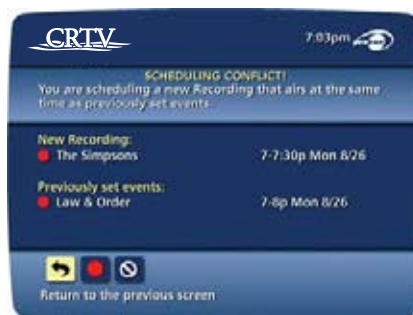 CRTV
7:03pm
SCHEDULING CONFLICT!
You are scheduling a new Recording that airs at the same
time as previously set events.
New Recording:
The Simpsons 7-7:30p Mon 8/26
Previously set events:
Law & Order 7-8p Mon 8/26
Return to the previous screen